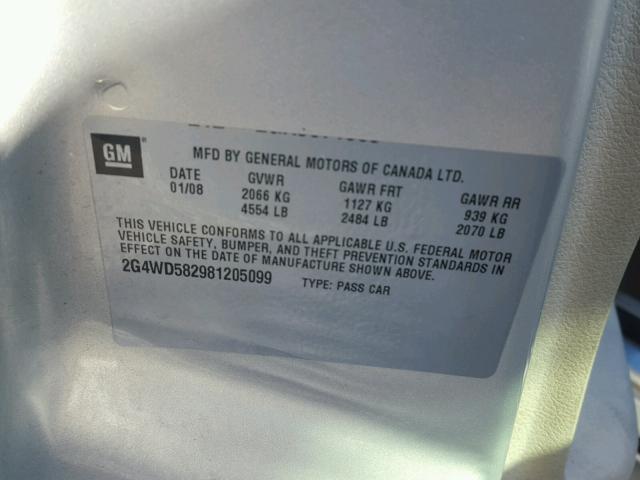 GM
MFD BY GENERAL MOTORS OF CANADA LTD.
DATE GVWR GAWR FRT GAWR RR
01/08 2066 KG 1127 KG 939 KG
4554 LB 2484 LB 2070 LB
THIS VEHICLE CONFORMS TO ALL APPLICABLE U.S. FEDERAL MOTOR
VEHICLE SAFETY, BUMPER, AND THEFT PREVENTION STANDARDS IN
EFFECT ON THE DATE OF MANUFACTURE SHOWN ABOVE.
2G4WD582981205099 TYPE: PASS CAR